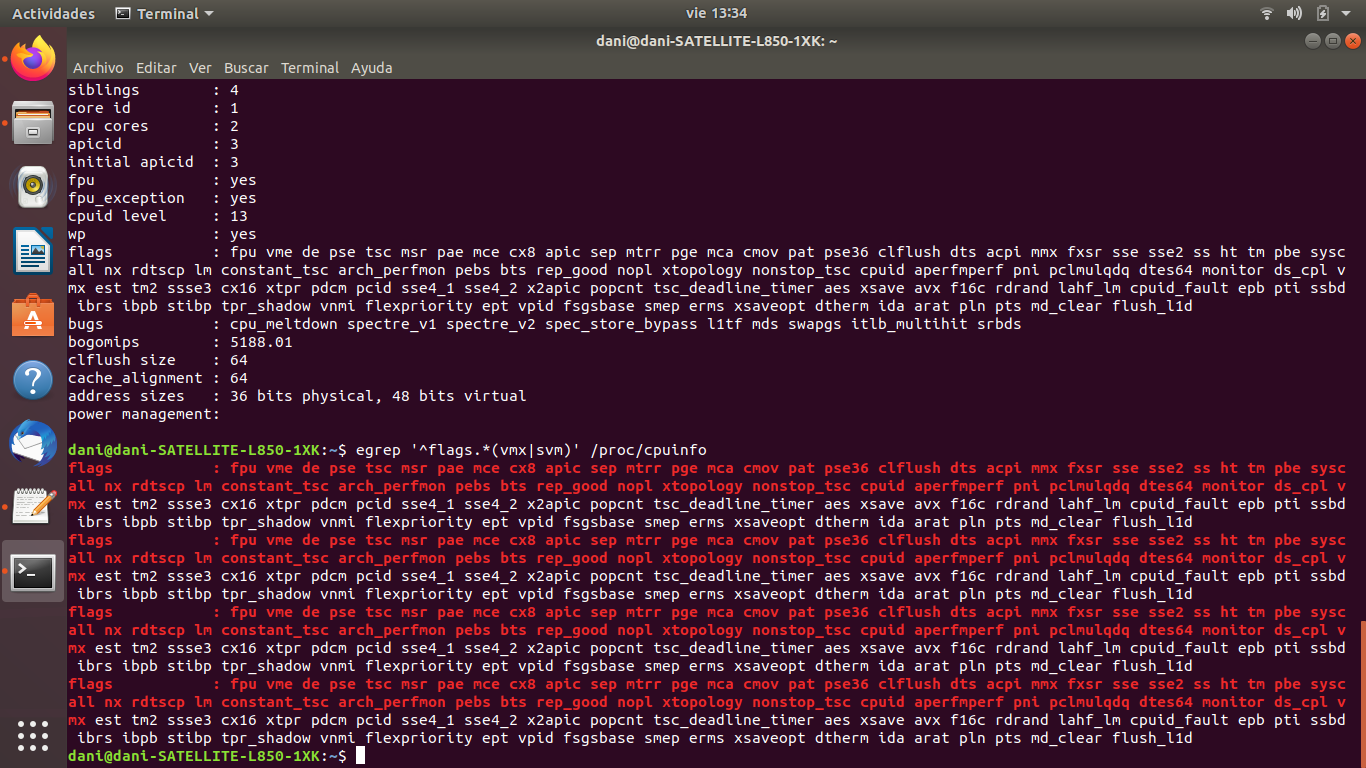 Actividades Terminal vie 13:34
dani@dani-SATELLITE-L850-1XK: ~
Archivo Editar Ver Buscar Terminal Ayuda
siblings : 4
core id : 1
cpu cores : 2
apicid : 3
initial apicid : 3
fpu : yes
fpu_exception : yes
cpuid level : 13
wp : yes
flags : fpu vme de pse tsc msr pae mce cx8 apic sep mtrr pge mca cmov pat pse36 clflush dts acpi mmx fxsr sse sse2 ss ht tm pbe sysc
all nx rdtscp lm constant_tsc arch_perfmon pebs bts rep_good nopl xtopology nonstop_tsc cpuid aperfmperf pni pclmulqdq dtes64 monitor ds_cpl v
mx est tm2 ssse3 cx16 xtpr pdcm pcid sse4_1 sse4_2 x2apic popcnt tsc_deadline_timer aes xsave avx f16c rdrand lahf_lm cpuid_fault epb pti ssbd
ibrs ibpb stibp tpr_shadow vnmi flexpriority ept vpid fsgsbase smep erms xsaveopt dtherm ida arat pln pts md_clear flush_l1d
bugs : cpu_meltdown spectre_v1 spectre_v2 spec_store_bypass l1tf mds swapgs itlb_multihit srbds
bogomips : 5188.01
clflush size : 64
cache_alignment : 64
address sizes : 36 bits physical, 48 bits virtual
power management:
dani@dani-SATELLITE-L850-1XK:~$ egrep '^flags.*(vmx|svm)' /proc/cpuinfo
flags : fpu vme de pse tsc msr pae mce cx8 apic sep mtrr pge mca cmov pat pse36 clflush dts acpi mmx fxsr sse sse2 ss ht tm pbe sysc
all nx rdtscp lm constant_tsc arch_perfmon pebs bts rep_good nopl xtopology nonstop_tsc cpuid aperfmperf pni pclmulqdq dtes64 monitor ds_cpl v
mx est tm2 ssse3 cx16 xtpr pdcm pcid sse4_1 sse4_2 x2apic popcnt tsc_deadline_timer aes xsave avx f16c rdrand lahf_lm cpuid_fault epb pti ssbd
ibrs ibpb stibp tpr_shadow vnmi flexpriority ept vpid fsgsbase smep erms xsaveopt dtherm ida arat pln pts md_clear flush_l1d
flags : fpu vme de pse tsc msr pae mce cx8 apic sep mtrr pge mca cmov pat pse36 clflush dts acpi mmx fxsr sse sse2 ss ht tm pbe sysc
all nx rdtscp lm constant_tsc arch_perfmon pebs bts rep_good nopl xtopology nonstop_tsc cpuid aperfmperf pni pclmulqdq dtes64 monitor ds_cpl v
mx est tm2 ssse3 cx16 xtpr pdcm pcid sse4_1 sse4_2 x2apic popcnt tsc_deadline_timer aes xsave avx f16c rdrand lahf_lm cpuid_fault epb pti ssbd
ibrs ibpb stibp tpr_shadow vnmi flexpriority ept vpid fsgsbase smep erms xsaveopt dtherm ida arat pln pts md_clear flush_l1d
flags : fpu vme de pse tsc msr pae mce cx8 apic sep mtrr pge mca cmov pat pse36 clflush dts acpi mmx fxsr sse sse2 ss ht tm pbe sysc
all nx rdtscp lm constant_tsc arch_perfmon pebs bts rep_good nopl xtopology nonstop_tsc cpuid aperfmperf pni pclmulqdq dtes64 monitor ds_cpl v
mx est tm2 ssse3 cx16 xtpr pdcm pcid sse4_1 sse4_2 x2apic popcnt tsc_deadline_timer aes xsave avx f16c rdrand lahf_lm cpuid_fault epb pti ssbd
ibrs ibpb stibp tpr_shadow vnmi flexpriority ept vpid fsgsbase smep erms xsaveopt dtherm ida arat pln pts md_clear flush_l1d
flags : fpu vme de pse tsc msr pae mce cx8 apic sep mtrr pge mca cmov pat pse36 clflush dts acpi mmx fxsr sse sse2 ss ht tm pbe sysc
all nx rdtscp lm constant_tsc arch_perfmon pebs bts rep_good nopl xtopology nonstop_tsc cpuid aperfmperf pni pclmulqdq dtes64 monitor ds_cpl v
mx est tm2 ssse3 cx16 xtpr pdcm pcid sse4_1 sse4_2 x2apic popcnt tsc_deadline_timer aes xsave avx f16c rdrand lahf_lm cpuid_fault epb pti ssbd
ibrs ibpb stibp tpr_shadow vnmi flexpriority ept vpid fsgsbase smep erms xsaveopt dtherm ida arat pln pts md_clear flush_l1d
dani@dani-SATELLITE-L850-1XK:~$